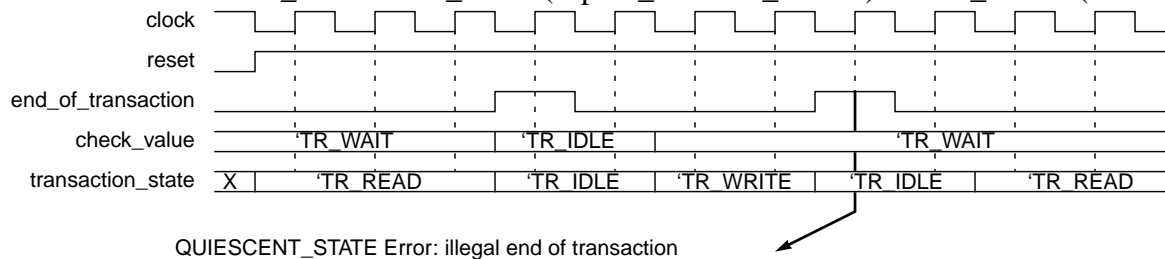 clock
reset
end_of_transaction
check_value ‘TR_WAIT ‘TR_IDLE ‘TR_WAIT
transaction_state X ‘TR_READ ‘TR_IDLE ‘TR_WRITE ‘TR_IDLE ‘TR_READ
QUIESCENT_STATE Error: illegal end of transaction